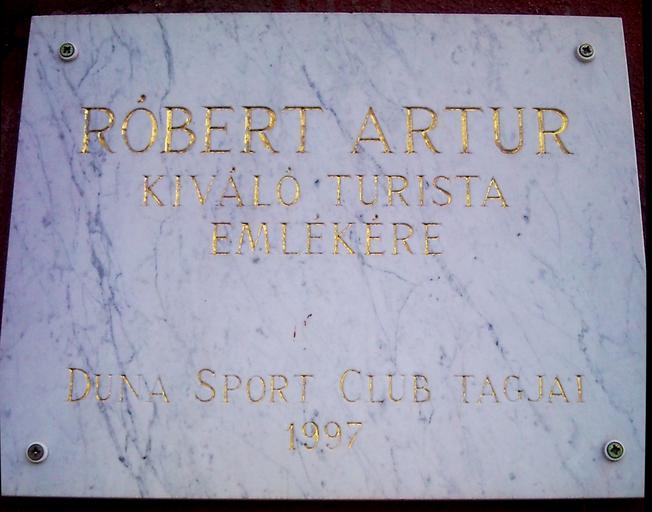 RÓBERT ARTUR
KIVÁLÓ TURISTA
EMLÉKÉRE
DUNA SPORT CLUB TAGJAI
1997